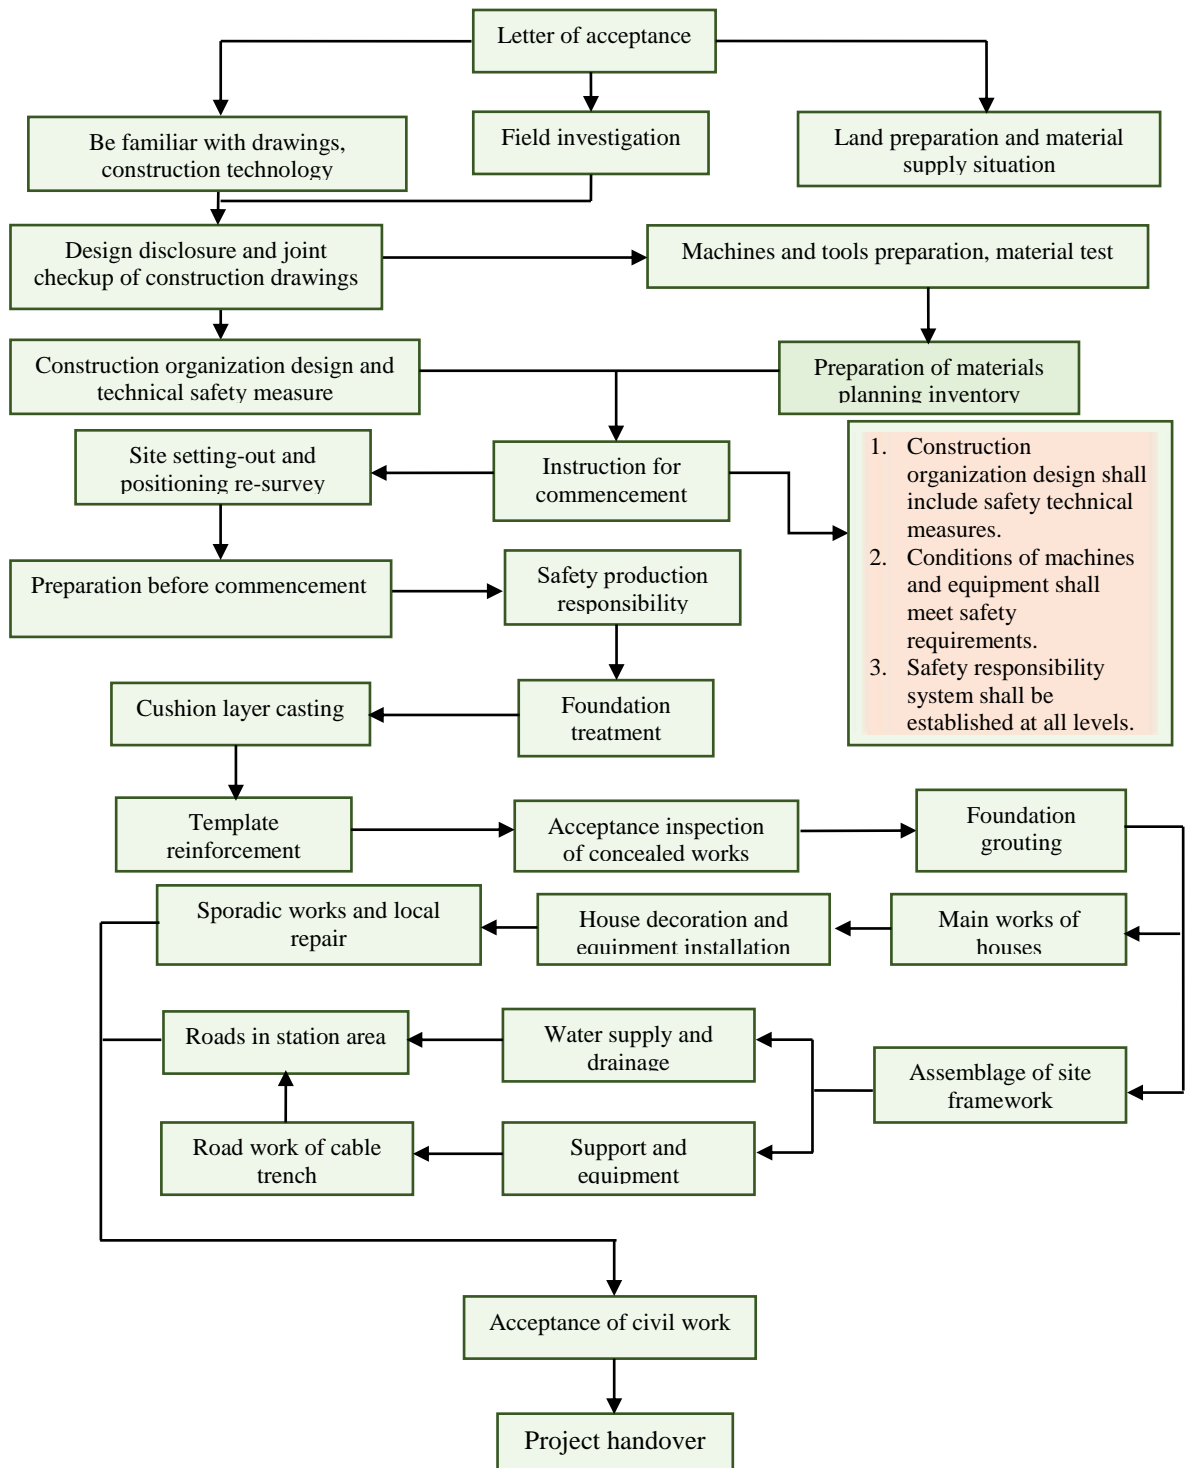 Letter of acceptance
Be familiar with drawings,
construction technology
Field investigation
Land preparation and material
supply situation
Design disclosure and joint
checkup of construction drawings
Machines and tools preparation, material test
Construction organization design and
technical safety measure
Preparation of materials
planning inventory
Site setting-out and
positioning re-survey
Instruction for
commencement
1. Construction
organization design shall
include safety technical
measures.
2. Conditions of machines
and equipment shall
meet safety
requirements.
3. Safety responsibility
system shall be
established at all levels.
Preparation before commencement
Safety production
responsibility
Cushion layer casting
Foundation
treatment
Template
reinforcement
Acceptance inspection
of concealed works
Foundation
grouting
Sporadic works and local
repair
House decoration and
equipment installation
Main works of
houses
Roads in station area
Water supply and
drainage
Assemblage of site
framework
Road work of cable
trench
Support and
equipment
Acceptance of civil work
Project handover